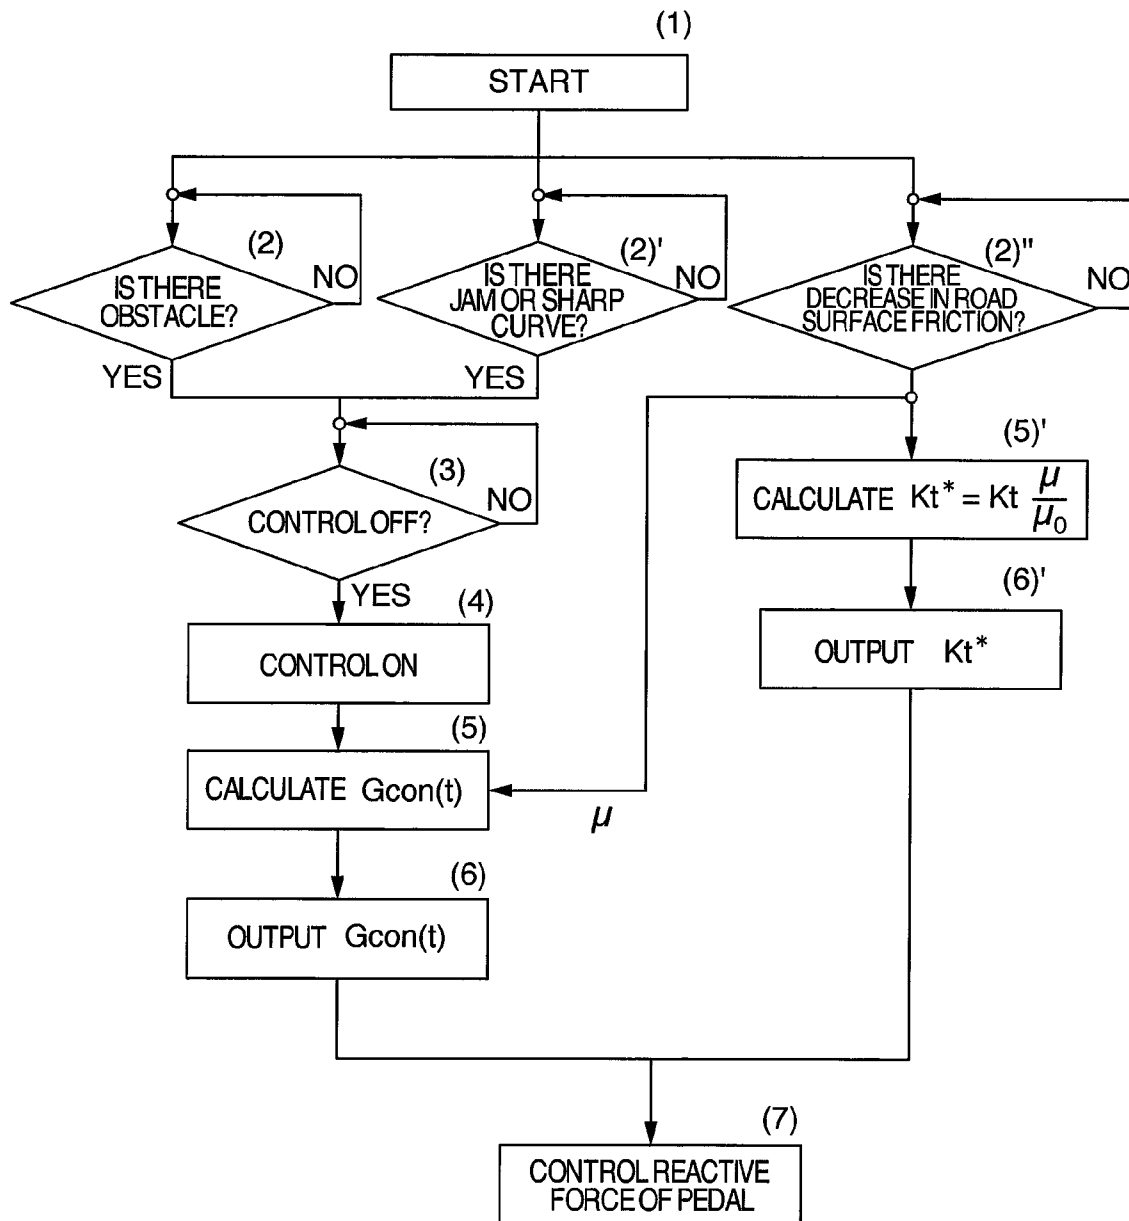 (1)
START
(2)
IS THERE
OBSTACLE?
NO
YES
(2)'
IS THERE
JAM OR SHARP
CURVE?
NO
YES
(2)"
IS THERE
DECREASE IN ROAD
SURFACE FRICTION?
NO
(3)
CONTROL OFF?
NO
YES
(5)'
CALCULATE Kt* = Kt μ/μ0
(4)
CONTROL ON
(6)'
OUTPUT Kt*
(5)
CALCULATE Gcon(t)
μ
(6)
OUTPUT Gcon(t)
(7)
CONTROL REACTIVE
FORCE OF PEDAL